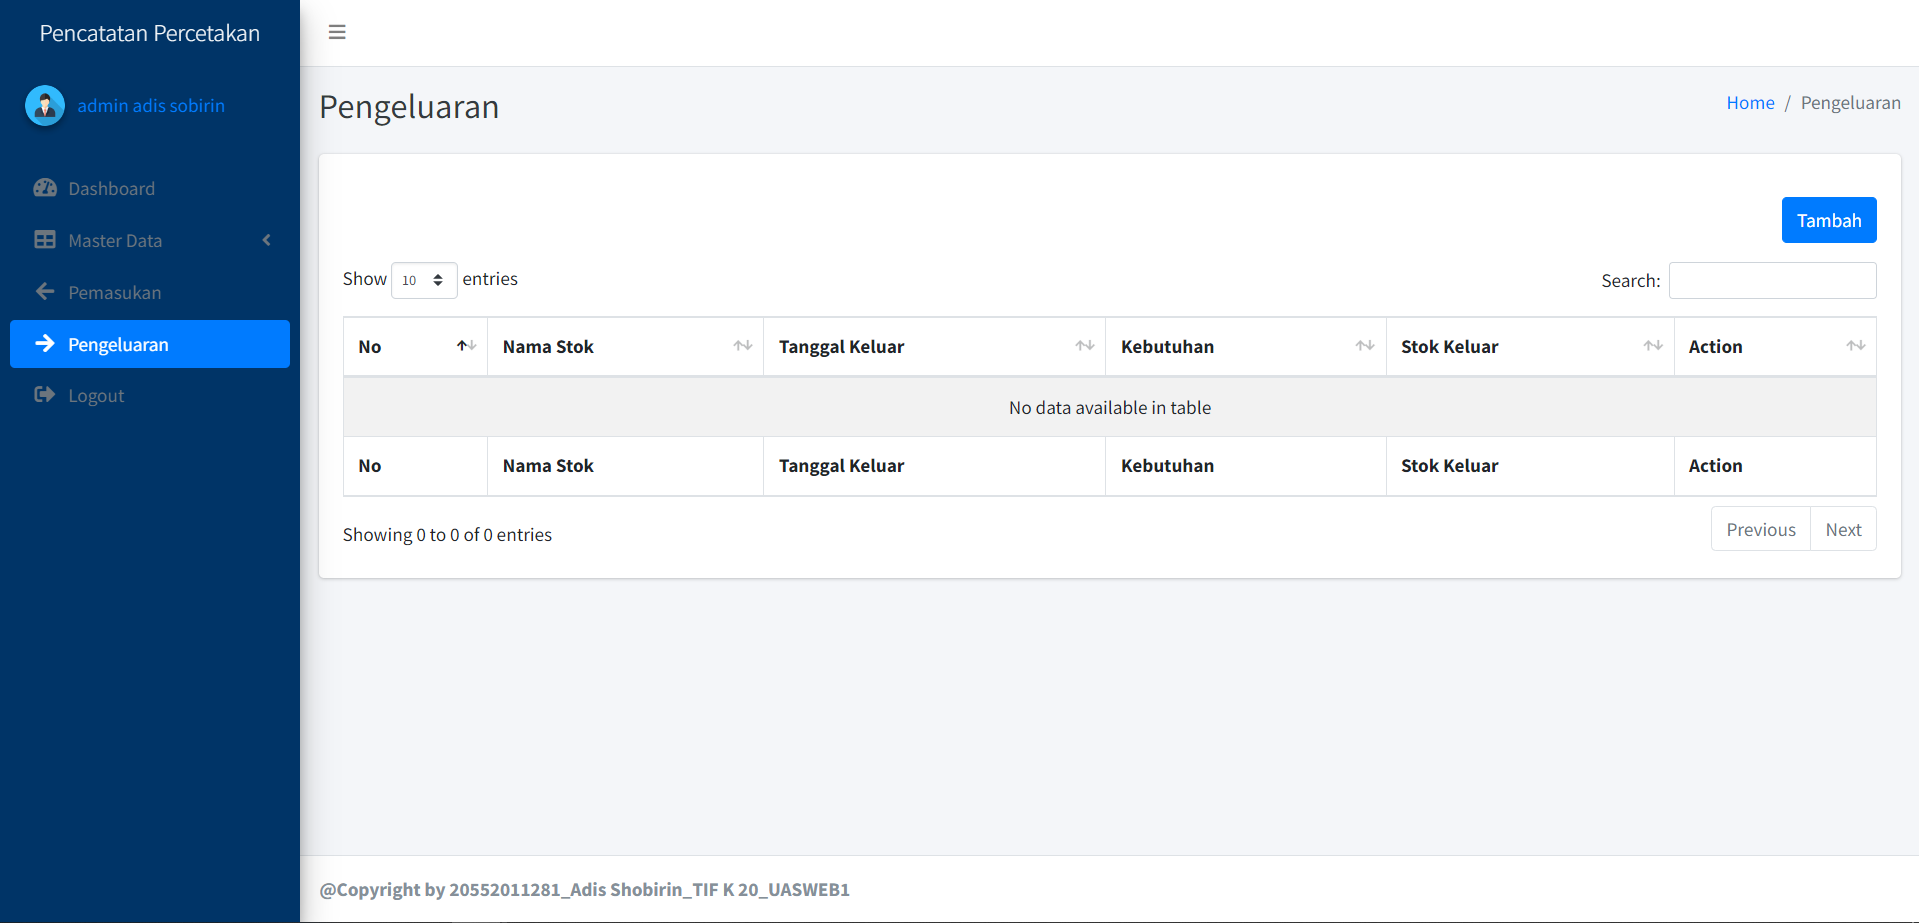 Pencatatan Percetakan
admin adis sobirin
Dashboard
Master Data
Pemasukan
Pengeluaran
Logout
Pengeluaran
Home / Pengeluaran
Tambah
Show 10 entries
Search:
No Nama Stok Tanggal Keluar Kebutuhan Stok Keluar Action
No data available in table
No Nama Stok Tanggal Keluar Kebutuhan Stok Keluar Action
Showing 0 to 0 of 0 entries
Previous Next
@Copyright by 20552011281_Adis Shobirin_TIF K 20_UASWEB1